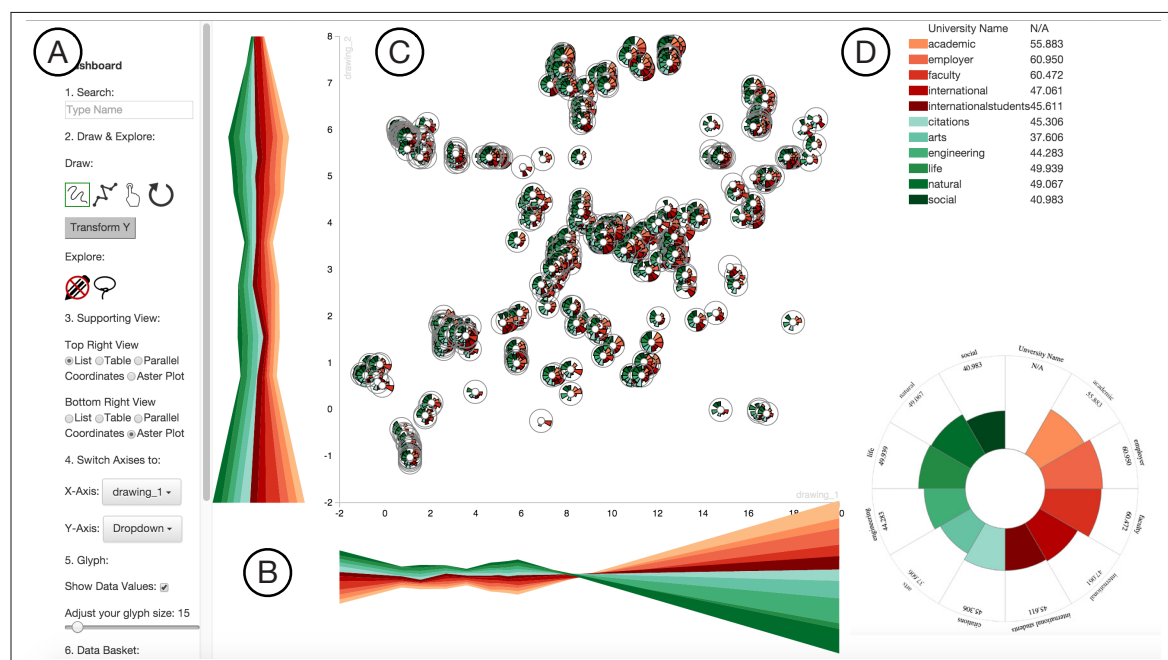 A
shboard
1. Search:
Type Name
2. Draw & Explore:
Draw:
Transform Y
Explore:
3. Supporting View:
Top Right View
List Table Parallel
Coordinates Aster Plot
Bottom Right View
List Table Parallel
Coordinates Aster Plot
4. Switch Axises to:
X-Axis: drawing_1
Y-Axis: Dropdown
5. Glyph:
Show Data Values:
Adjust your glyph size: 15
6. Data Basket:
B
C
drawing_2
8
7
6
5
4
3
2
1
0
-1
-2
drawing_1
-2 0 2 4 6 8 10 12 14 16 18 20
D
University Name N/A
academic 55.883
employer 60.950
faculty 60.472
international 47.061
internationalstudents 45.611
citations 45.306
arts 37.606
engineering 44.283
life 49.939
natural 49.067
social 40.983
Unversity Name
N/A
academic
55.883
employer
60.950
faculty
60.472
international
47.061
international students
45.611
citations
45.306
arts
37.606
engineering
44.283
life
49.939
natural
49.067
social
40.983